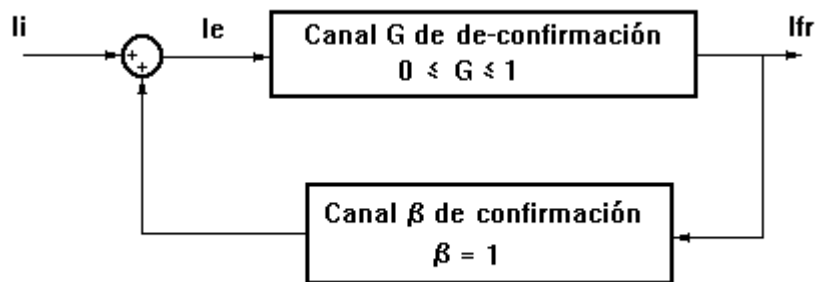 Ii
Ie
Canal G de de-confirmación
0 ≤ G ≤ 1
Ifr
+
+
Canal β de confirmación
β = 1